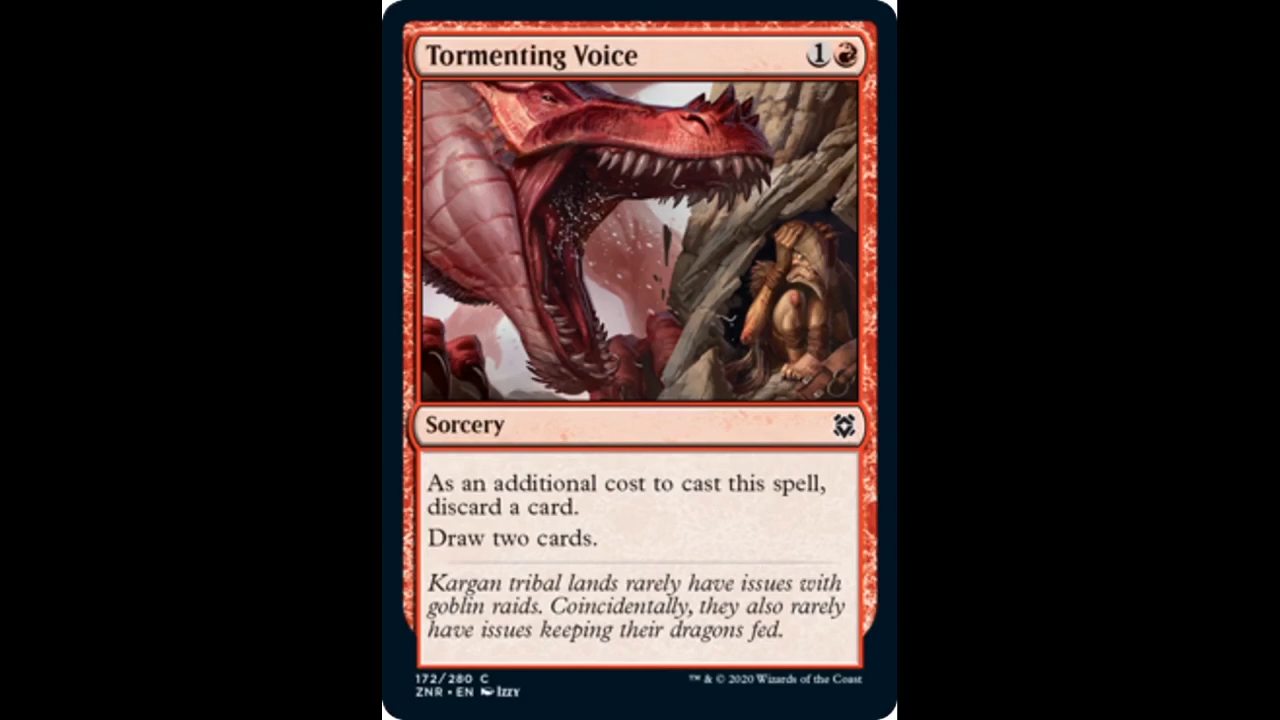 Tormenting Voice 1
Sorcery
As an additional cost to cast this spell,
discard a card.
Draw two cards.
Kargan tribal lands rarely have issues with
goblin raids. Coincidentally, they also rarely
have issues keeping their dragons fed.
172/280 C
ZNR • EN Izzy
™ & © 2020 Wizards of the Coast